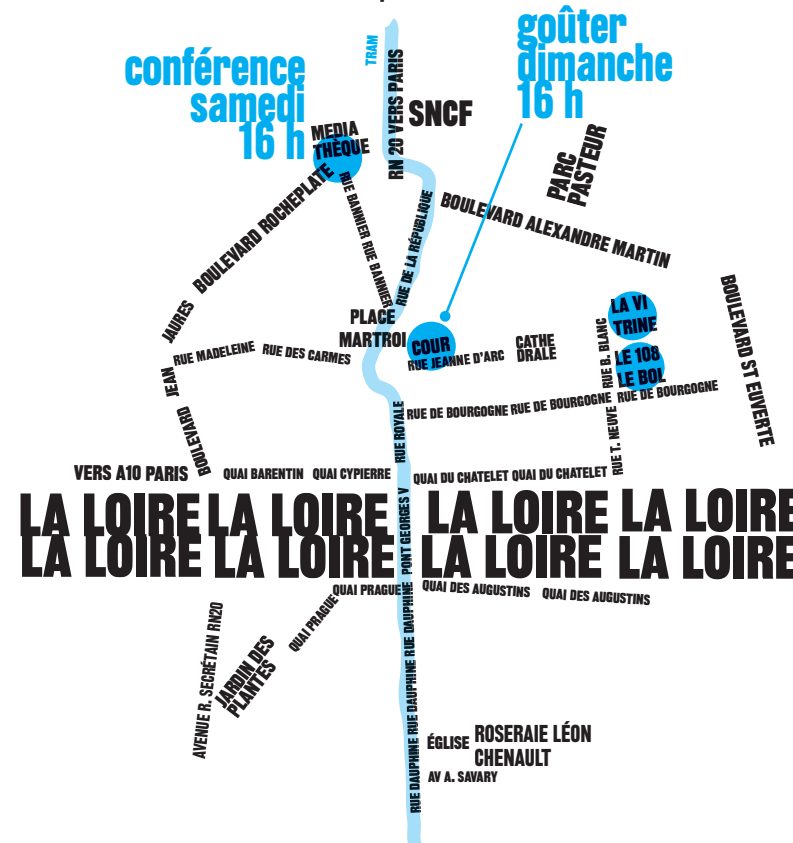 goûter
dimanche
16 h
conférence
samedi
16 h
TRAM
RN 20 VERS PARIS
SNCF
MEDIA
THÈQUE
PARC
PASTEUR
BOULEVARD ROCHEPLATE
RUE BANNIER RUE BANNIER
RUE DE LA RÉPUBLIQUE
BOULEVARD ALEXANDRE MARTIN
BOULEVARD ST EUVERTE
JAURES
PLACE
MARTROI
COUR
RUE JEANNE D'ARC
CATHE
DRALE
LA VI
TRINE
RUE B. BLANC
LE 108
LE BOL
RUE MADELEINE RUE DES CARMES
JEAN
BOULEVARD
RUE ROYALE
RUE DE BOURGOGNE RUE DE BOURGOGNE RUE DE BOURGOGNE
RUE T. NEUVE
VERS A10 PARIS
QUAI BARENTIN QUAI CYPIERRE
QUAI DU CHATELET QUAI DU CHATELET
LA LOIRE LA LOIRE LA LOIRE LA LOIRE
LA LOIRE LA LOIRE LA LOIRE LA LOIRE
PONT GEORGES V
QUAI PRAGUE
QUAI PRAGUE
QUAI DES AUGUSTINS QUAI DES AUGUSTINS
AVENUE R. SECRÉTAIN RN20
JARDIN DES
PLANTES
RUE DAUPHINE RUE DAUPHINE RUE DAUPHINE
ÉGLISE
ROSERAIE LÉON
CHENAULT
AV A. SAVARY